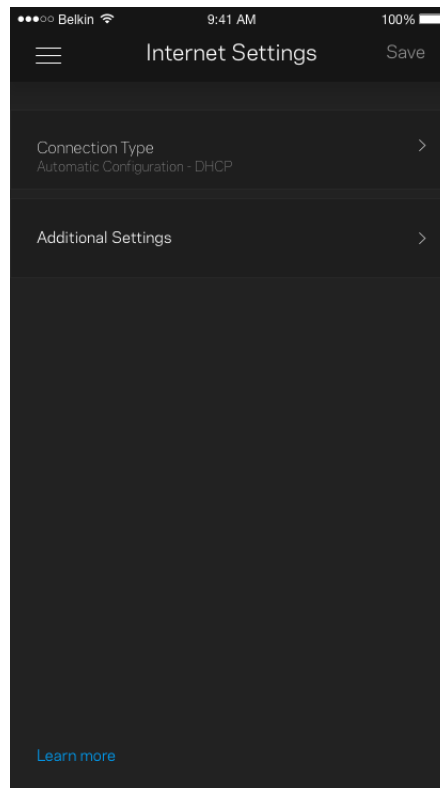 Belkin 9:41 AM 100%
Internet Settings Save
Connection Type
Automatic Configuration - DHCP
Additional Settings
Learn more